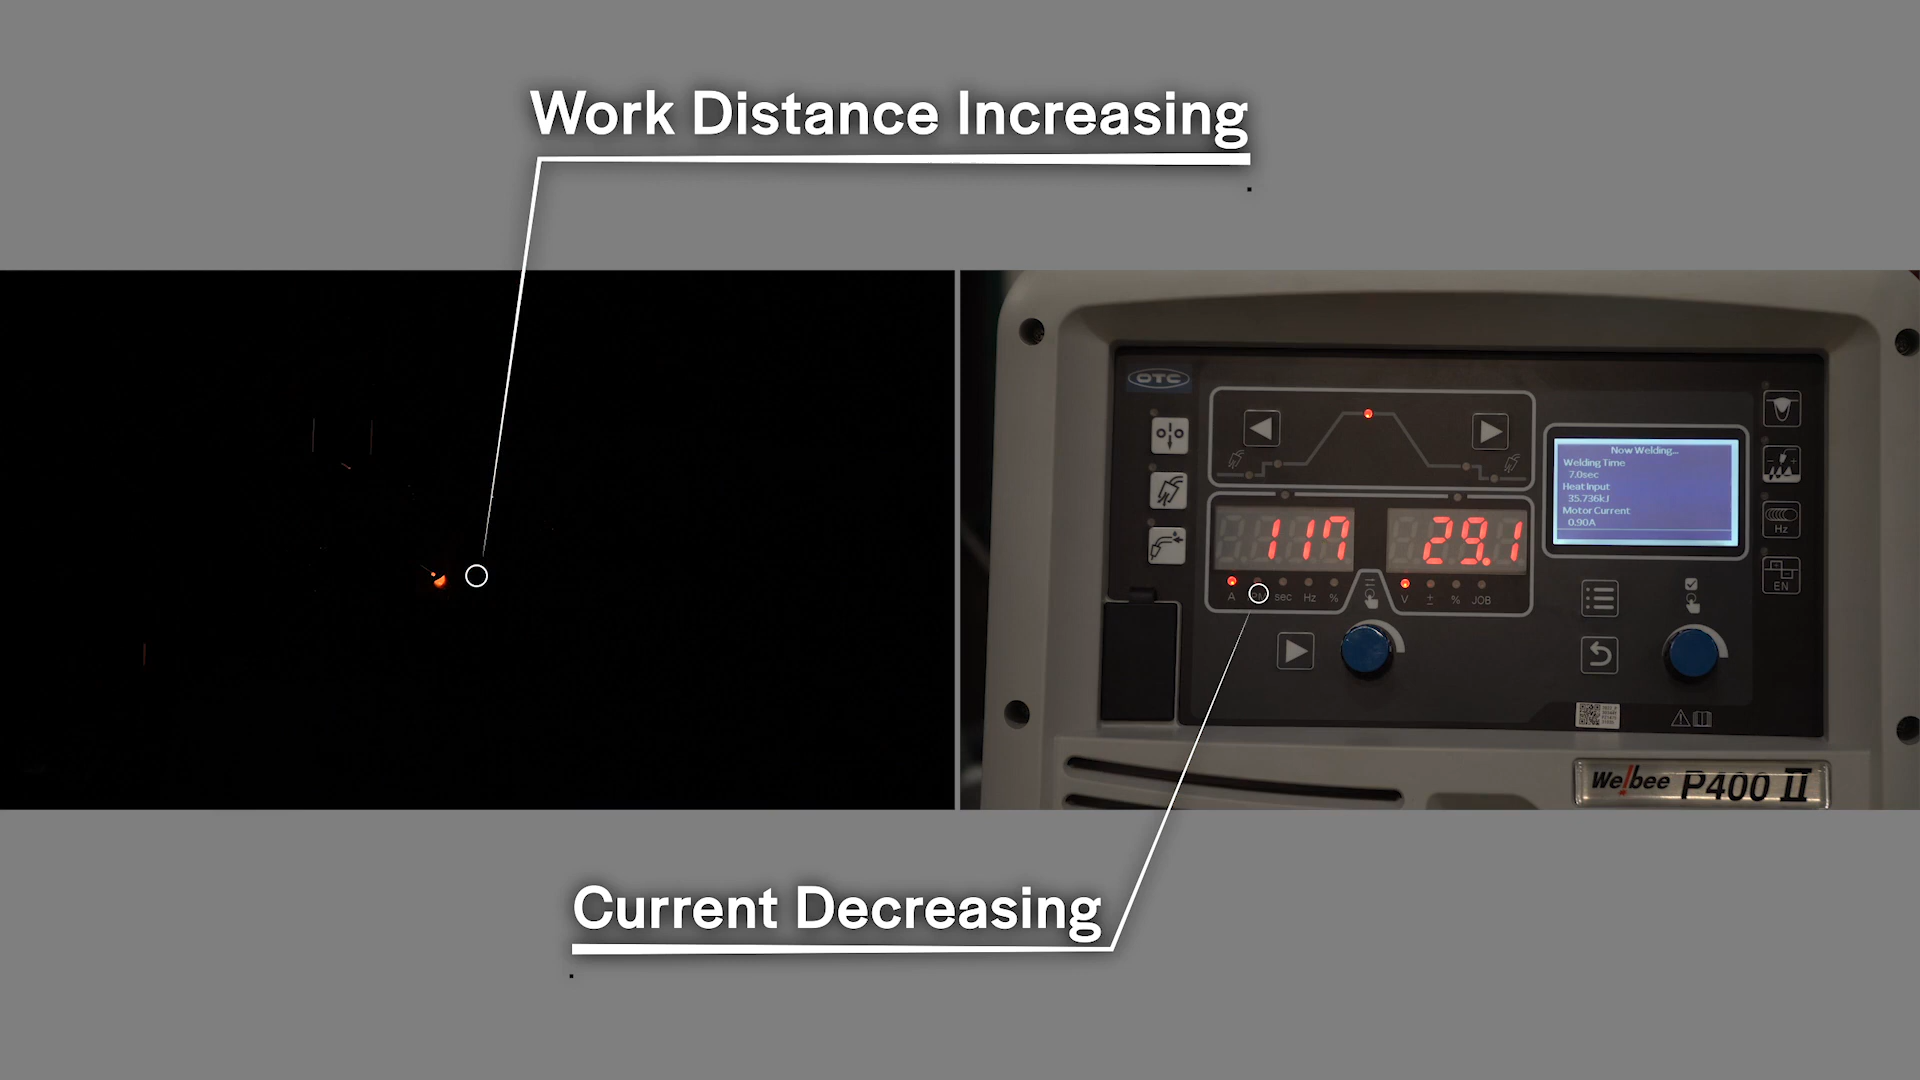 Work Distance Increasing
OTC
Now Welding...
Welding Time
7.0sec
Heat Input
35.736kJ
Motor Current
0.90A
117
29.1
A
sec
Hz
%
V
±
%
JOB
Hz
EN
Welbee P400 II
Current Decreasing